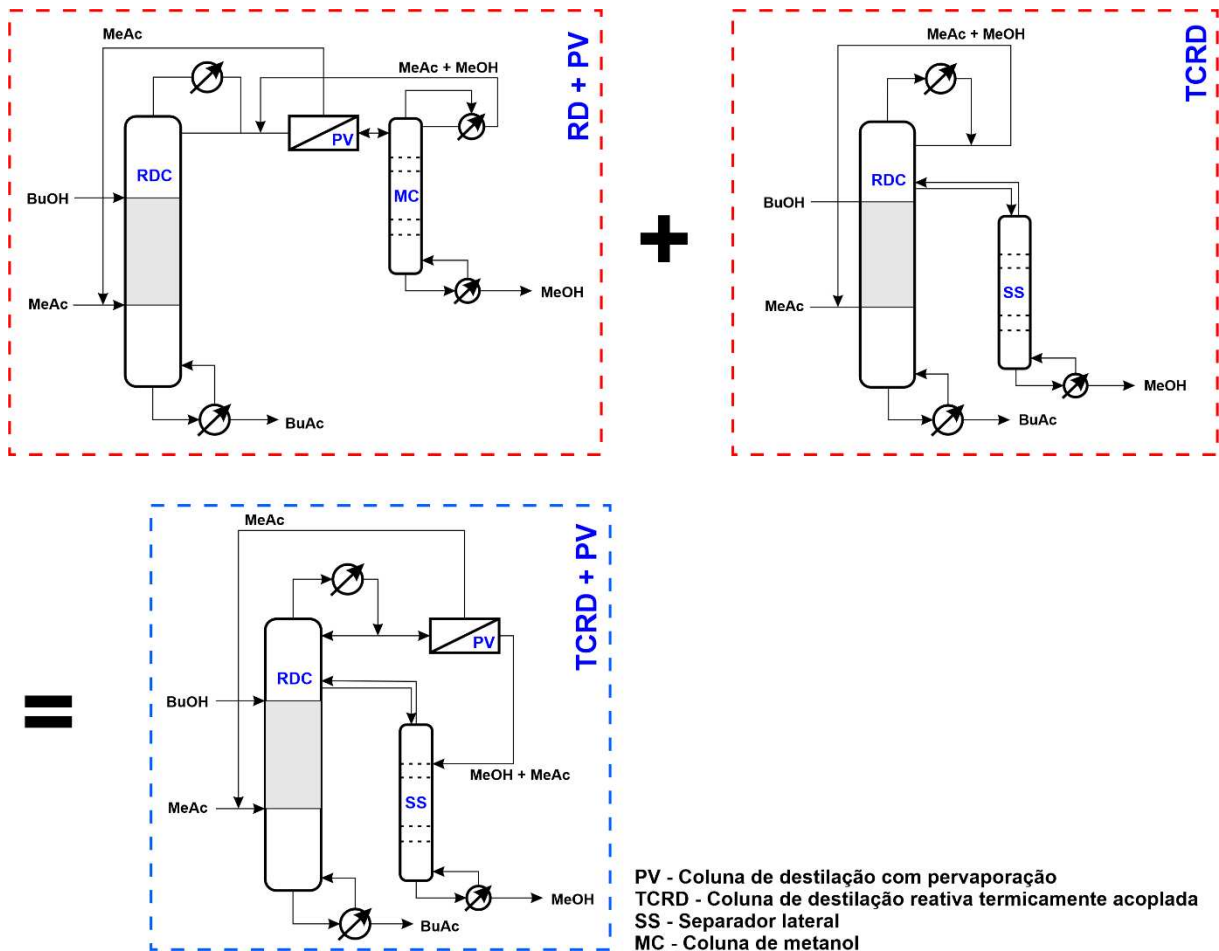 MeAc
MeAc + MeOH
RD + PV
PV
RDC
MC
BuOH
MeAc
MeOH
BuAc
MeAc + MeOH
TCRD
RDC
BuOH
SS
MeAc
MeOH
BuAc
MeAc
TCRD + PV
PV
RDC
BuOH
MeOH + MeAc
SS
MeAc
MeOH
BuAc
PV - Coluna de destilação com pervaporação
TCRD - Coluna de destilação reativa termicamente acoplada
SS - Separador lateral
MC - Coluna de metanol